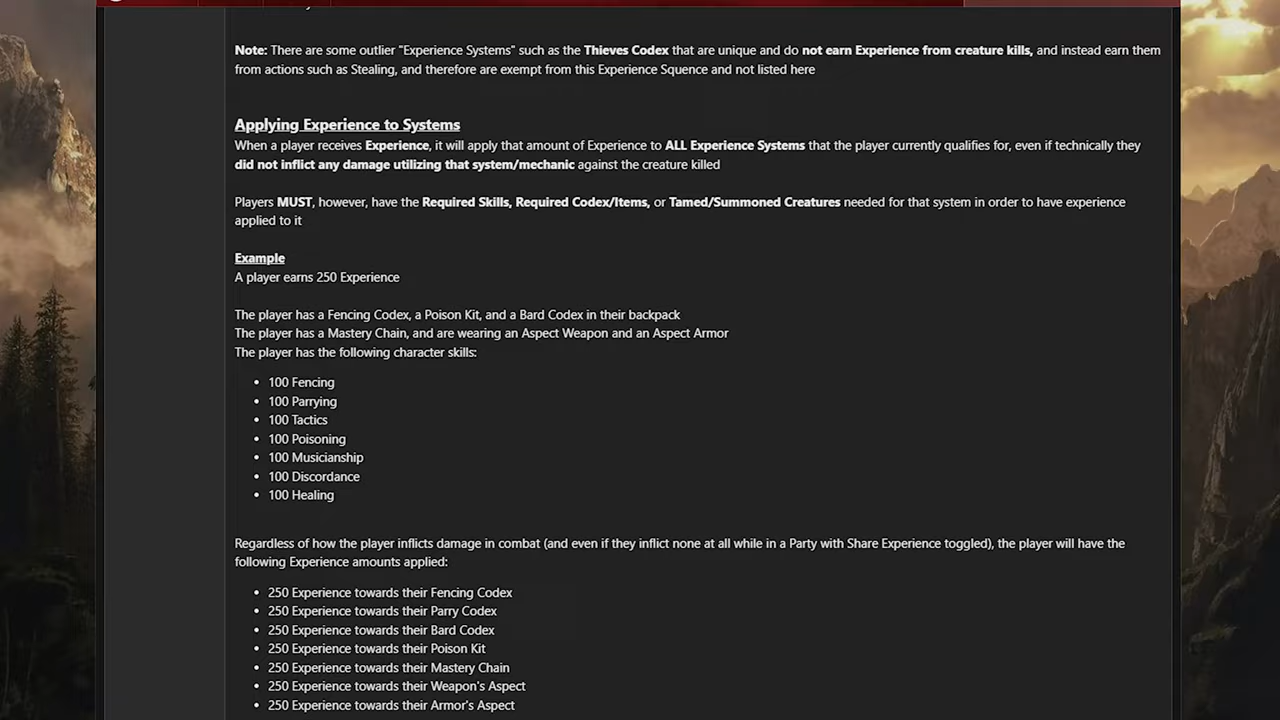 Note: There are some outlier "Experience Systems" such as the Thieves Codex that are unique and do not earn Experience from creature kills, and instead earn them
from actions such as Stealing, and therefore are exempt from this Experience Squence and not listed here
Applying Experience to Systems
When a player receives Experience, it will apply that amount of Experience to ALL Experience Systems that the player currently qualifies for, even if technically they
did not inflict any damage utilizing that system/mechanic against the creature killed
Players MUST, however, have the Required Skills, Required Codex/Items, or Tamed/Summoned Creatures needed for that system in order to have experience
applied to it
Example
A player earns 250 Experience
The player has a Fencing Codex, a Poison Kit, and a Bard Codex in their backpack
The player has a Mastery Chain, and are wearing an Aspect Weapon and an Aspect Armor
The player has the following character skills:
• 100 Fencing
• 100 Parrying
• 100 Tactics
• 100 Poisoning
• 100 Musicianship
• 100 Discordance
• 100 Healing
Regardless of how the player inflicts damage in combat (and even if they inflict none at all while in a Party with Share Experience toggled), the player will have the
following Experience amounts applied:
• 250 Experience towards their Fencing Codex
• 250 Experience towards their Parry Codex
• 250 Experience towards their Bard Codex
• 250 Experience towards their Poison Kit
• 250 Experience towards their Mastery Chain
• 250 Experience towards their Weapon's Aspect
• 250 Experience towards their Armor's Aspect